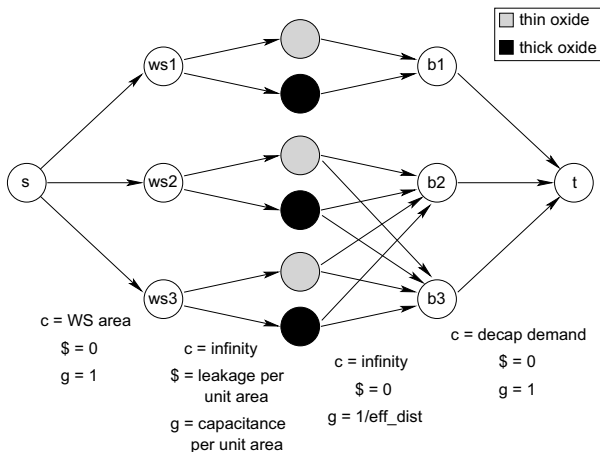 thin oxide
thick oxide
ws1
b1
s
ws2
b2
t
ws3
b3
c = WS area
$ = 0
g = 1
c = infinity
$ = leakage per
unit area
g = capacitance
per unit area
c = infinity
$ = 0
g = 1/eff_dist
c = decap demand
$ = 0
g = 1